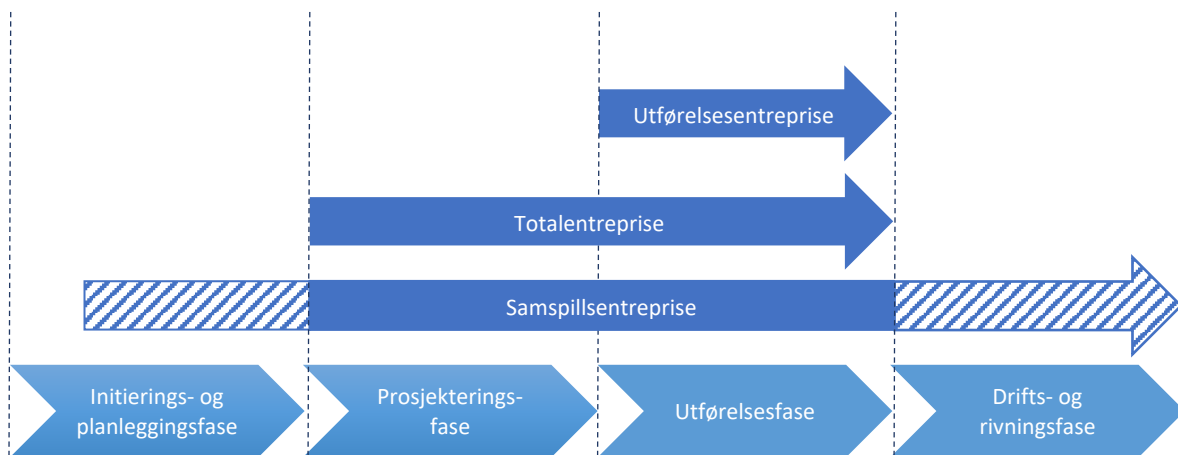 Utførelsesentreprise
Totalentreprise
Samspillsentreprise
Initierings- og
planleggingsfase
Prosjekterings-
fase
Utførelsesfase
Drifts- og
rivningsfase